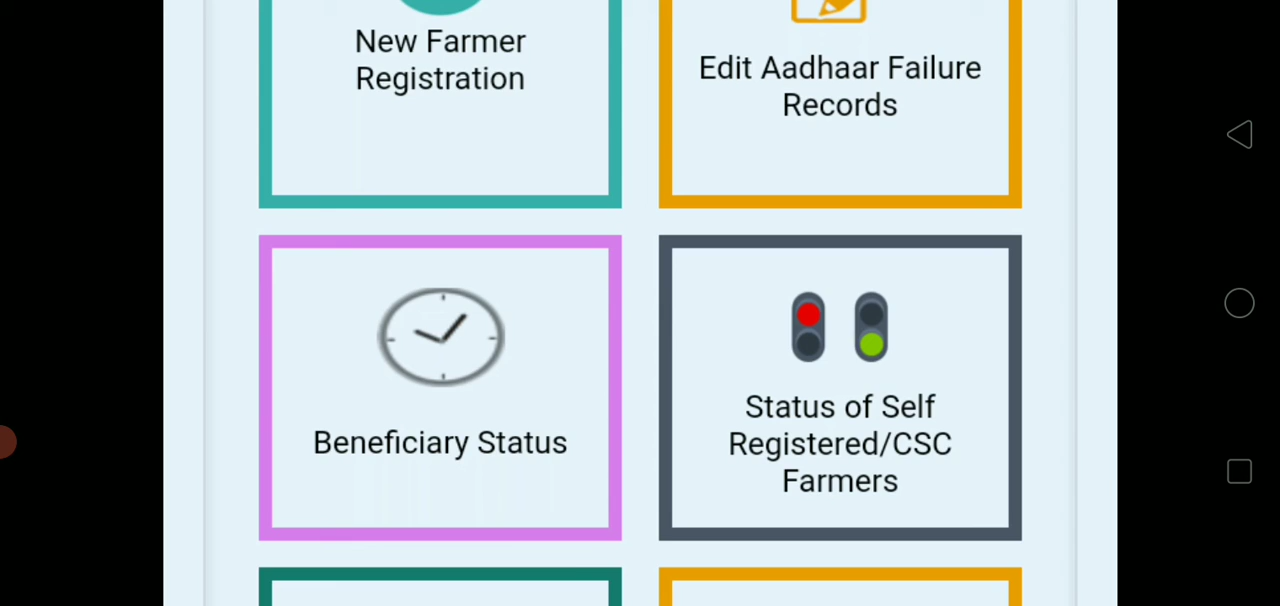 New Farmer
Registration
Edit Aadhaar Failure
Records
Beneficiary Status
Status of Self
Registered/CSC
Farmers